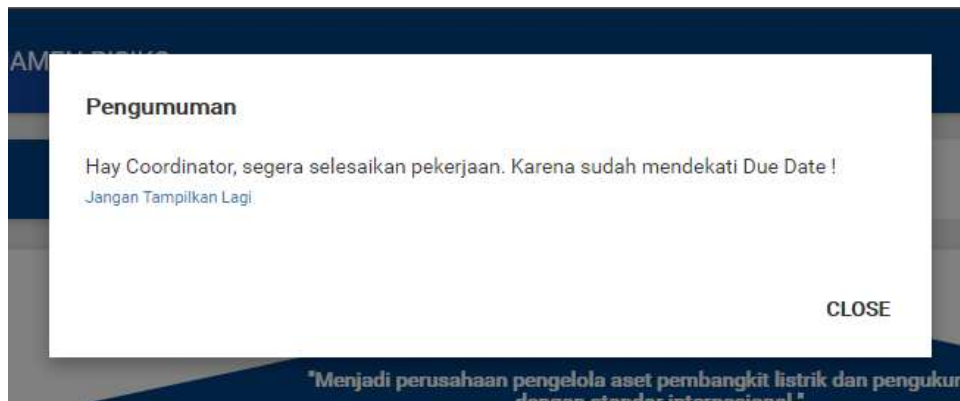 Pengumuman
Hay Coordinator, segera selesaikan pekerjaan. Karena sudah mendekati Due Date !
Jangan Tampilkan Lagi
CLOSE
"Menjadi perusahaan pengelola aset pembangkit listrik dan